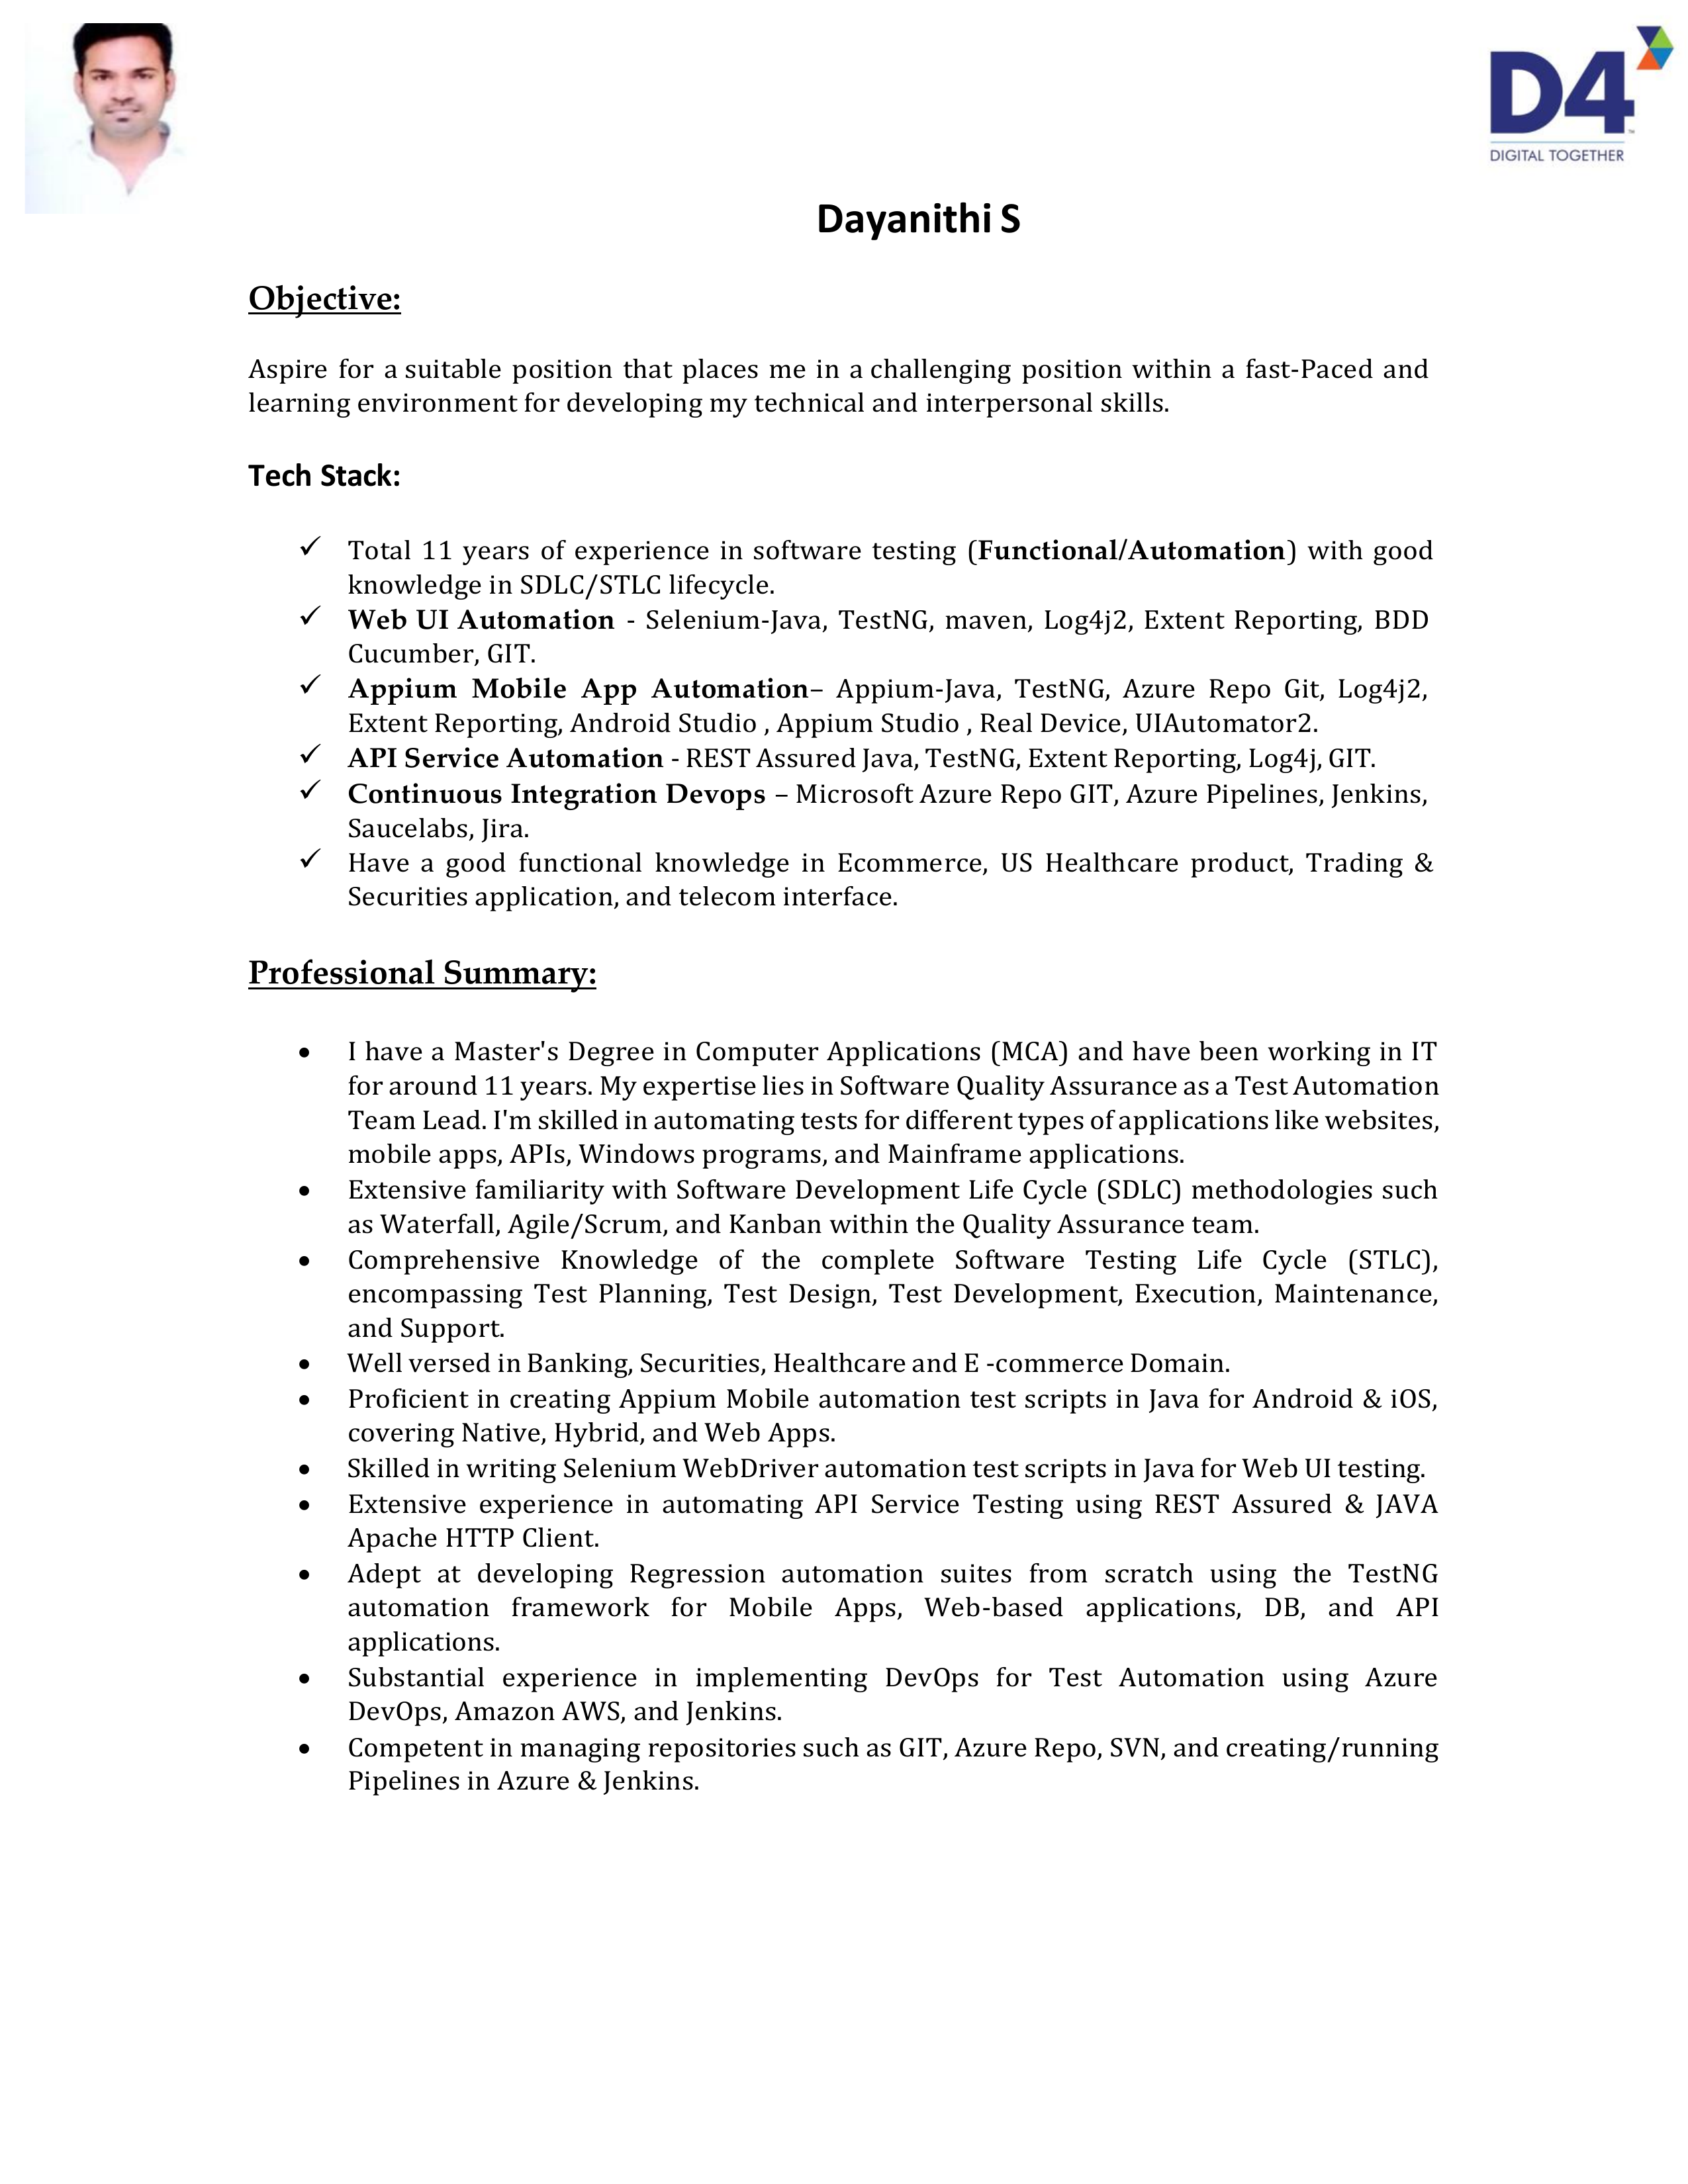 D4
™
DIGITAL TOGETHER
Dayanithi S
Objective:
Aspire for a suitable position that places me in a challenging position within a fast-Paced and
learning environment for developing my technical and interpersonal skills.
Tech Stack:
✓ Total 11 years of experience in software testing (Functional/Automation) with good
knowledge in SDLC/STLC lifecycle.
✓ Web UI Automation - Selenium-Java, TestNG, maven, Log4j2, Extent Reporting, BDD
Cucumber, GIT.
✓ Appium Mobile App Automation– Appium-Java, TestNG, Azure Repo Git, Log4j2,
Extent Reporting, Android Studio , Appium Studio , Real Device, UIAutomator2.
✓ API Service Automation - REST Assured Java, TestNG, Extent Reporting, Log4j, GIT.
✓ Continuous Integration Devops – Microsoft Azure Repo GIT, Azure Pipelines, Jenkins,
Saucelabs, Jira.
✓ Have a good functional knowledge in Ecommerce, US Healthcare product, Trading &
Securities application, and telecom interface.
Professional Summary:
• I have a Master's Degree in Computer Applications (MCA) and have been working in IT
for around 11 years. My expertise lies in Software Quality Assurance as a Test Automation
Team Lead. I'm skilled in automating tests for different types of applications like websites,
mobile apps, APIs, Windows programs, and Mainframe applications.
• Extensive familiarity with Software Development Life Cycle (SDLC) methodologies such
as Waterfall, Agile/Scrum, and Kanban within the Quality Assurance team.
• Comprehensive Knowledge of the complete Software Testing Life Cycle (STLC),
encompassing Test Planning, Test Design, Test Development, Execution, Maintenance,
and Support.
• Well versed in Banking, Securities, Healthcare and E -commerce Domain.
• Proficient in creating Appium Mobile automation test scripts in Java for Android & iOS,
covering Native, Hybrid, and Web Apps.
• Skilled in writing Selenium WebDriver automation test scripts in Java for Web UI testing.
• Extensive experience in automating API Service Testing using REST Assured & JAVA
Apache HTTP Client.
• Adept at developing Regression automation suites from scratch using the TestNG
automation framework for Mobile Apps, Web-based applications, DB, and API
applications.
• Substantial experience in implementing DevOps for Test Automation using Azure
DevOps, Amazon AWS, and Jenkins.
• Competent in managing repositories such as GIT, Azure Repo, SVN, and creating/running
Pipelines in Azure & Jenkins.